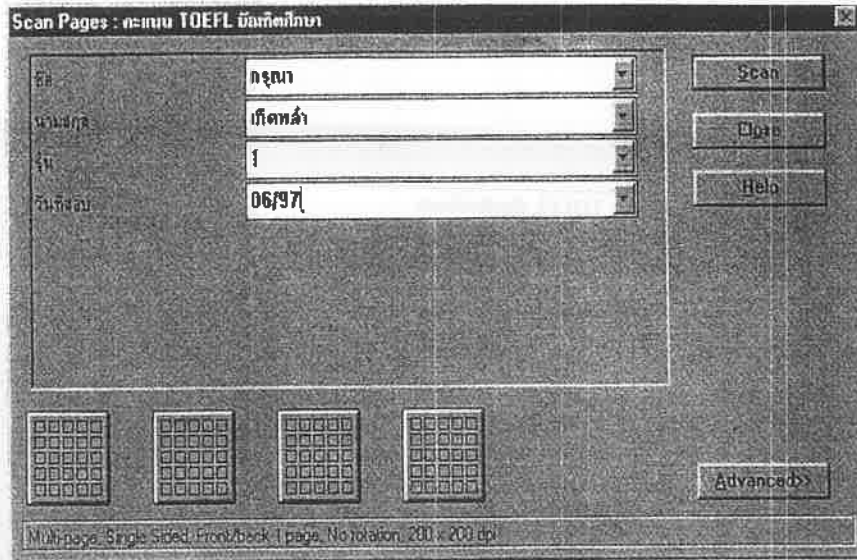 Scan Pages : คะแนน TOEFL บัณฑิตศึกษา
ชื่อ กรุณา Scan
นามสกุล เกิดหล้ำ Close
รุ่น 1 Help
วันที่สอบ 06/97
Advanced>>
Multi-page, Single Sided, Front/back 1 page, No rotation, 200 x 200 dpi